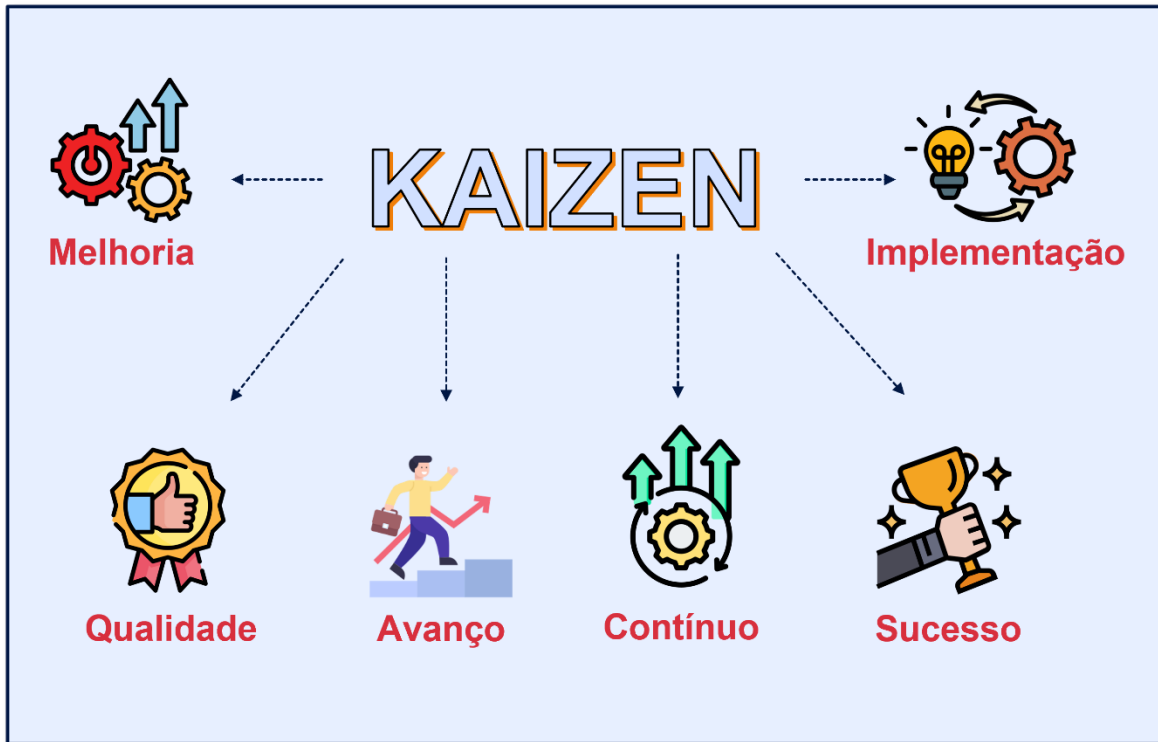 KAIZEN
Melhoria
Implementação
Qualidade
Avanço
Contínuo
Sucesso